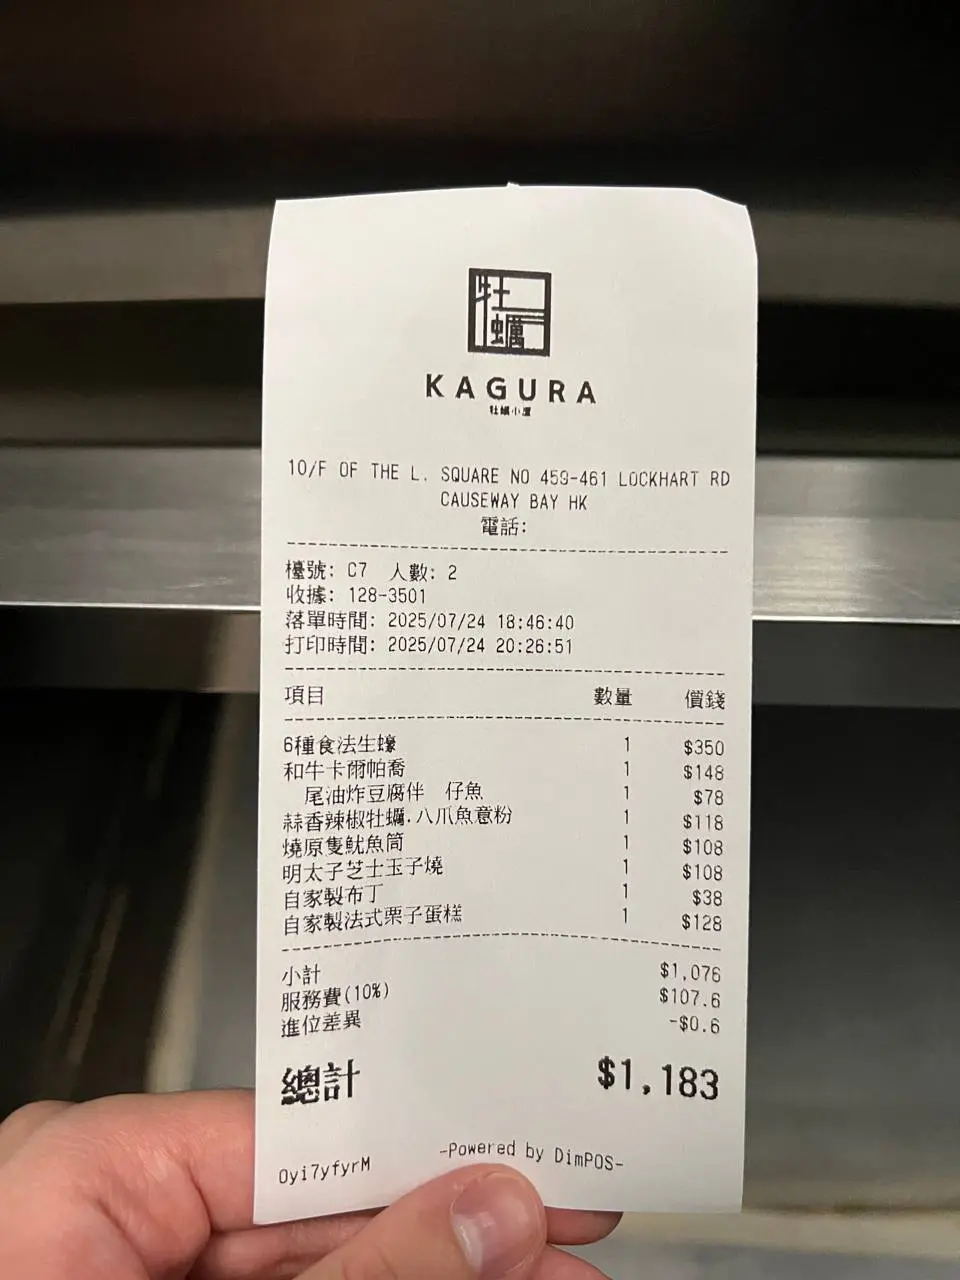 牡蠣
KAGURA
牡蠣小屋
10/F OF THE L. SQUARE NO 459-461 LOCKHART RD
CAUSEWAY BAY HK
電話:
檯號: C7 人數: 2
收據: 128-3501
落單時間: 2025/07/24 18:46:40
打印時間: 2025/07/24 20:26:51
項目 數量 價錢
6種食法生蠔 1 $350
和牛卡爾帕喬 1 $148
尾油炸豆腐伴 仔魚 1 $78
蒜香辣椒牡蠣.八爪魚意粉 1 $118
燒原隻魷魚筒 1 $108
明太子芝士玉子燒 1 $108
自家製布丁 1 $38
自家製法式栗子蛋糕 1 $128
小計 $1,076
服務費(10%) $107.6
進位差異 -$0.6
總計 $1,183
-Powered by DimPOS-
Oyi7yfyrM